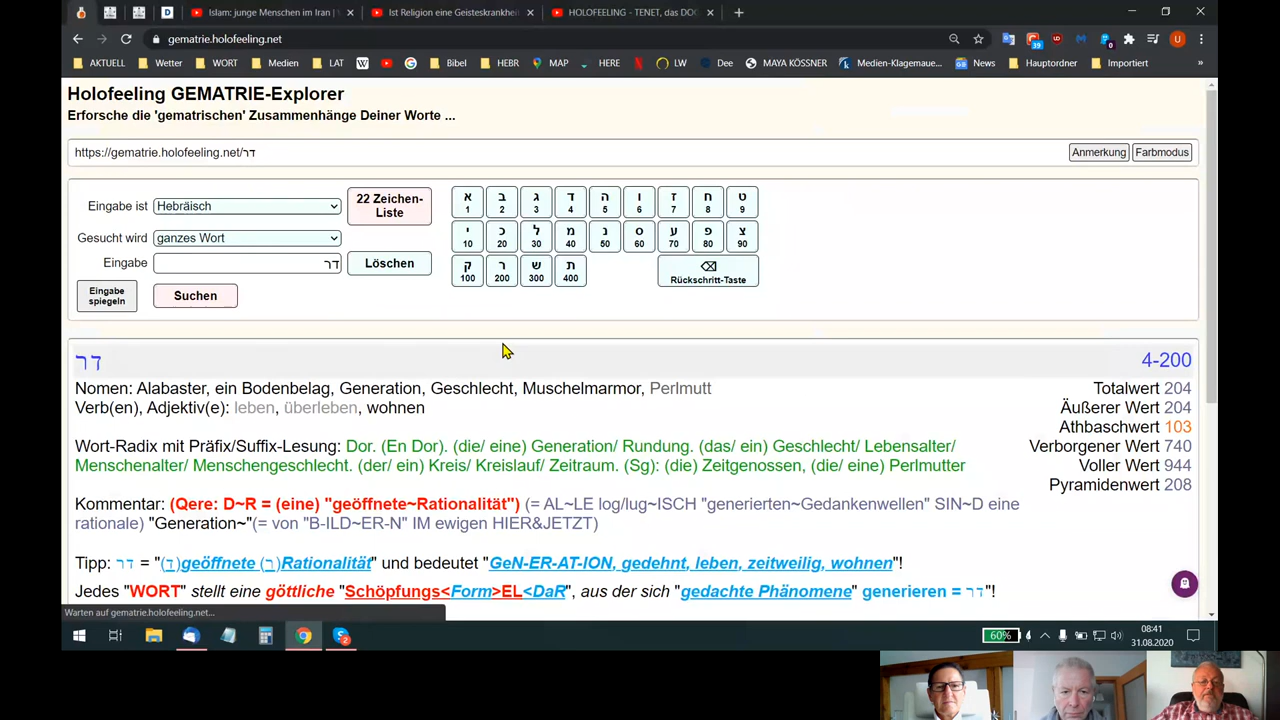 Islam: junge Menschen im Iran |
Ist Religion eine Geisteskrankhei
HOLOFEELING - TENET, das DOC
gematrie.holofeeling.net
39
0
U
AKTUELL
Wetter
WORT
Medien
LAT
Bibel
HEBR
MAP
HERE
LW
Dee
MAYA KÖSSNER
Medien-Klagemaue...
News
Hauptordner
Importiert
»
Holofeeling GEMATRIE-Explorer
Erforsche die 'gematrischen' Zusammenhänge Deiner Worte ...
https://gematrie.holofeeling.net/דר
Anmerkung
Farbmodus
Eingabe ist
Hebräisch
22 Zeichen-
Liste
Gesucht wird
ganzes Wort
Eingabe
דר
Löschen
Eingabe
spiegeln
Suchen
א ב ג ד ה ו ז ח ט
1 2 3 4 5 6 7 8 9
י כ ל מ נ ס ע פ צ
10 20 30 40 50 60 70 80 90
ק ר ש ת
100 200 300 400
Rückschritt-Taste
דר
4-200
Nomen: Alabaster, ein Bodenbelag, Generation, Geschlecht, Muschelmarmor, Perlmutt
Verb(en), Adjektiv(e): leben, überleben, wohnen
Totalwert 204
Äußerer Wert 204
Athbaschwert 103
Verborgener Wert 740
Voller Wert 944
Pyramidenwert 208
Wort-Radix mit Präfix/Suffix-Lesung: Dor. (En Dor). (die/ eine) Generation/ Rundung. (das/ ein) Geschlecht/ Lebensalter/
Menschenalter/ Menschengeschlecht. (der/ ein) Kreis/ Kreislauf/ Zeitraum. (Sg): (die) Zeitgenossen, (die/ eine) Perlmutter
Kommentar: (Qere: D~R = (eine) "geöffnete~Rationalität") (= AL~LE log/lug~ISCH "generierten~Gedankenwellen" SIN~D eine
rationale) "Generation~"(= von "B-ILD~ER-N" IM ewigen HIER&JETZT)
Tipp: דר = "(ד)geöffnete (ר)Rationalität" und bedeutet "GeN-ER-AT-ION, gedehnt, leben, zeitweilig, wohnen"!
Jedes "WORT" stellt eine göttliche "Schöpfungs<Form>EL<DaR", aus der sich "gedachte Phänomene" generieren = דר"!
Warten auf gematrie.holofeeling.net...
60%
08:41
31.08.2020